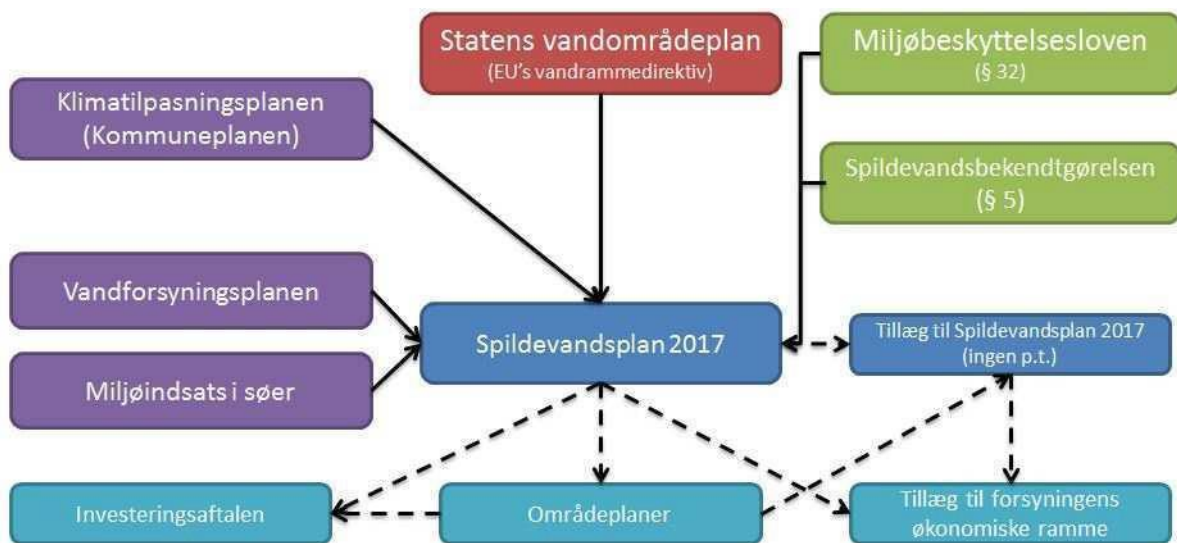 Statens vandområdeplan
(EU's vandrammedirektiv)
Miljøbeskyttelsesloven
(§ 32)
Klimatilpasningsplanen
(Kommuneplanen)
Spildevandsbekendtgørelsen
(§ 5)
Vandforsyningsplanen
Spildevandsplan 2017
Tillæg til Spildevandsplan 2017
(ingen p.t.)
Miljøindsats i søer
Investeringsaftalen
Områdeplaner
Tillæg til forsyningens
økonomiske ramme